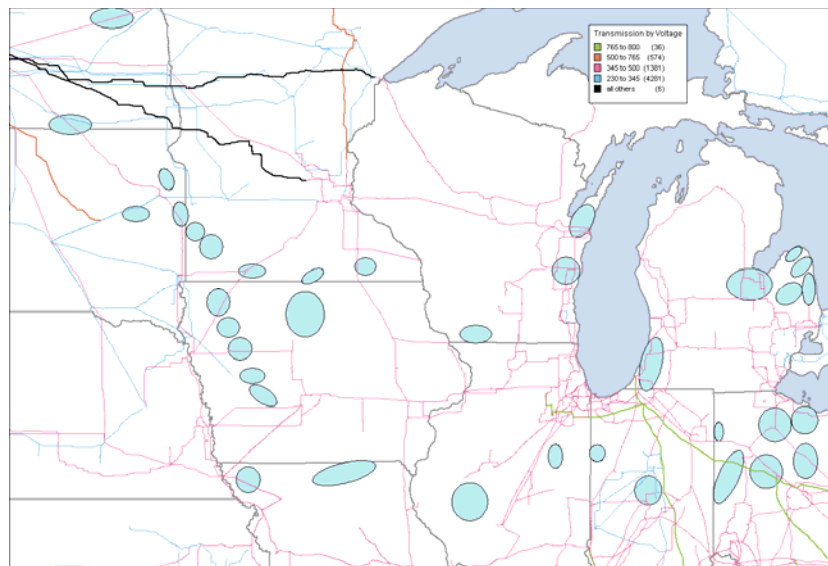 Transmission by Voltage
765 to 800 (36)
500 to 765 (574)
345 to 500 (1381)
230 to 345 (4281)
all others (6)